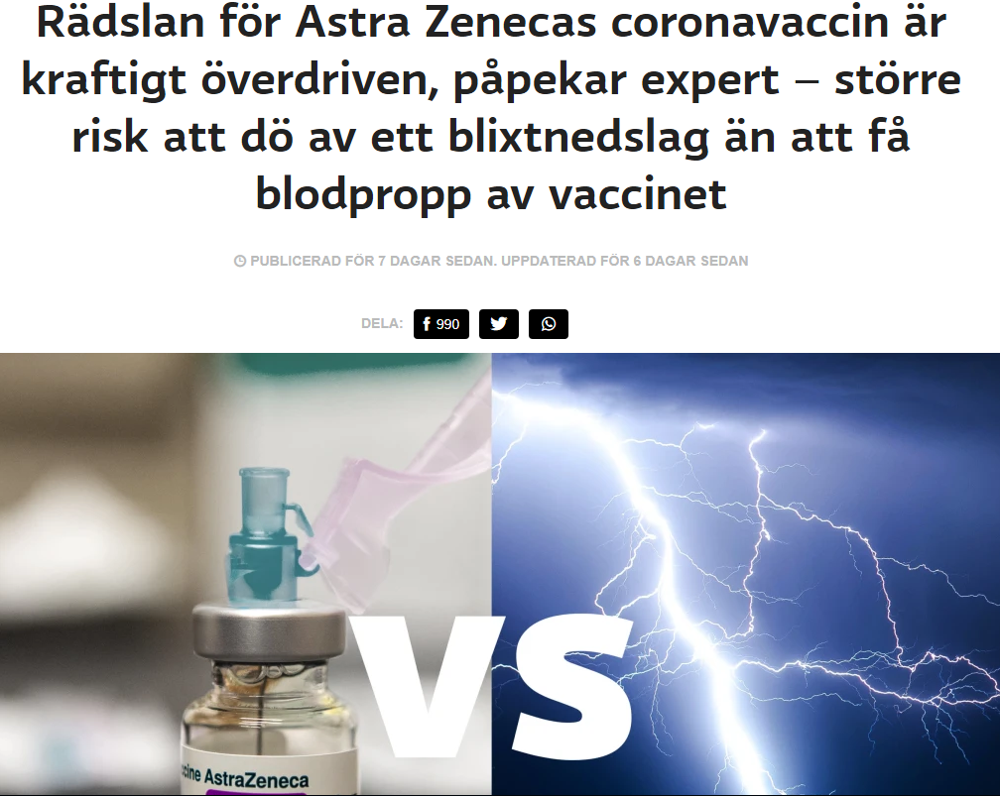 Rädslan för Astra Zenecas coronavaccin är
kraftigt överdriven, påpekar expert – större
risk att dö av ett blixtnedslag än att få
blodpropp av vaccinet
PUBLICERAD FÖR 7 DAGAR SEDAN. UPPDATERAD FÖR 6 DAGAR SEDAN
DELA: f 990
VS
cine AstraZeneca